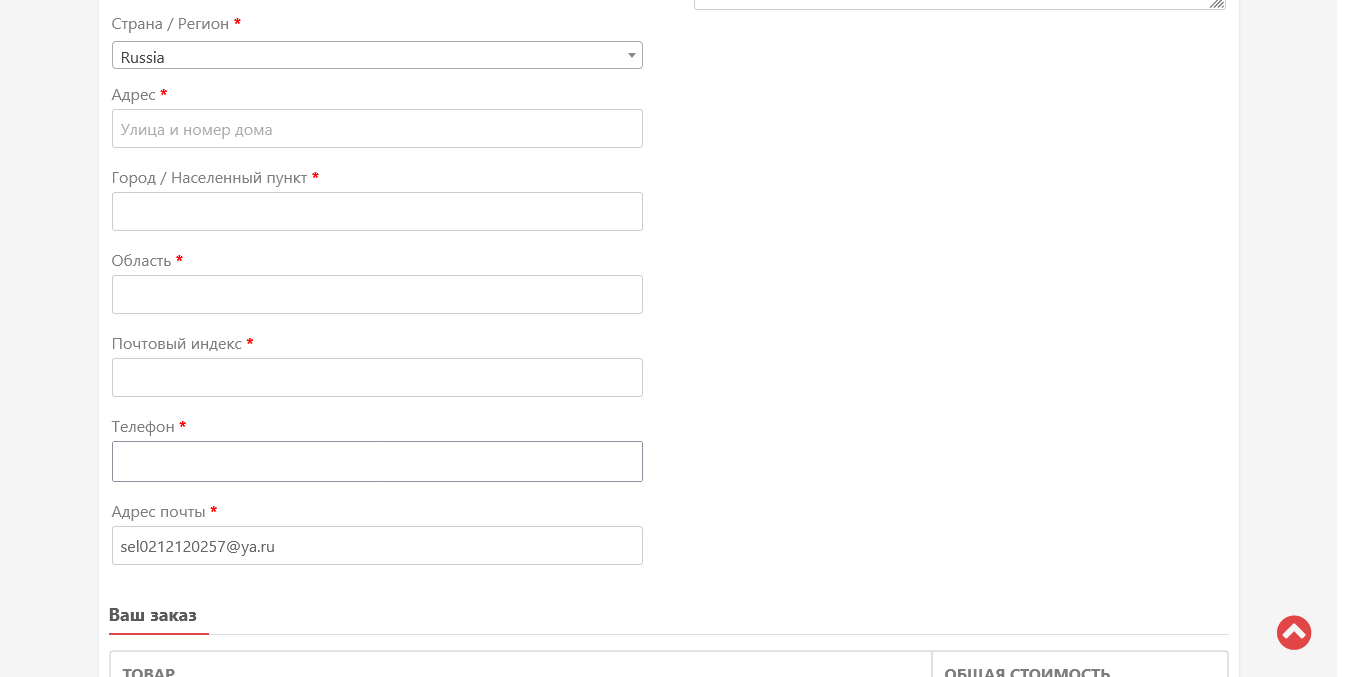 Страна / Регион *
Russia
Адрес *
Улица и номер дома
Город / Населенный пункт *
Область *
Почтовый индекс *
Телефон *
Адрес почты *
sel0212120257@ya.ru
Ваш заказ
ТОВАР
ОБЩАЯ СТОИМОСТЬ